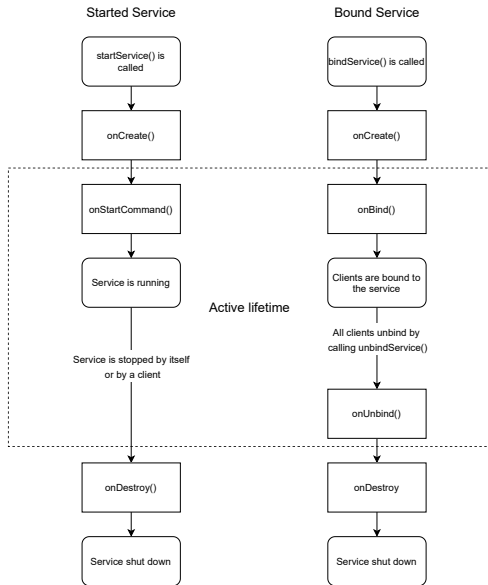 Started Service
startService() is
called
onCreate()
onStartCommand()
Service is running
Service is stopped by itself
or by a client
onDestroy()
Service shut down
Active lifetime
Bound Service
bindService() is called
onCreate()
onBind()
Clients are bound to
the service
All clients unbind by
calling unbindService()
onUnbind()
onDestroy
Service shut down